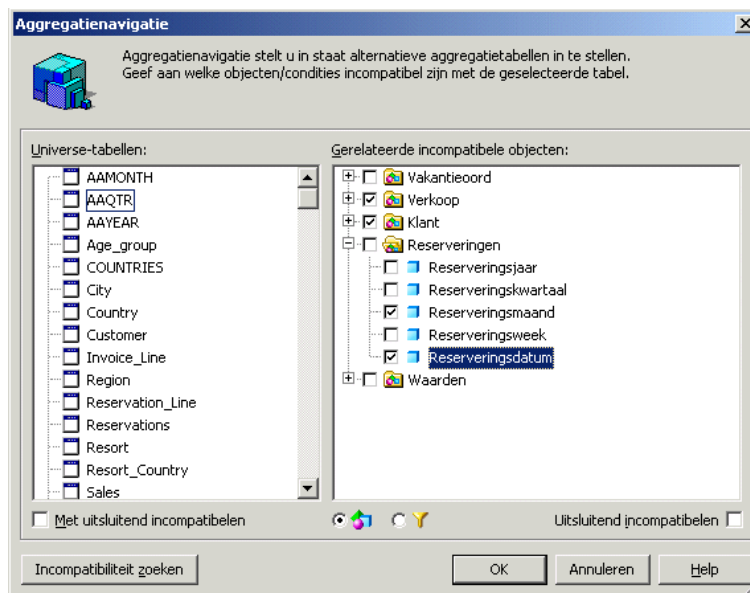 Aggregatienavigatie
Aggregatienavigatie stelt u in staat alternatieve aggregatietabellen in te stellen.
Geef aan welke objecten/condities incompatibel zijn met de geselecteerde tabel.
Universe-tabellen:
AAMONTH
AAQTR
AAYEAR
Age_group
COUNTRIES
City
Country
Customer
Invoice_Line
Region
Reservation_Line
Reservations
Resort
Resort_Country
Sales
Gerelateerde incompatibele objecten:
Vakantieoord
Verkoop
Klant
Reserveringen
Reserveringsjaar
Reserveringskwartaal
Reserveringsmaand
Reserveringsweek
Reserveringsdatum
Waarden
Met uitsluitend incompatibelen
Uitsluitend incompatibelen
Incompatibiliteit zoeken
OK
Annuleren
Help